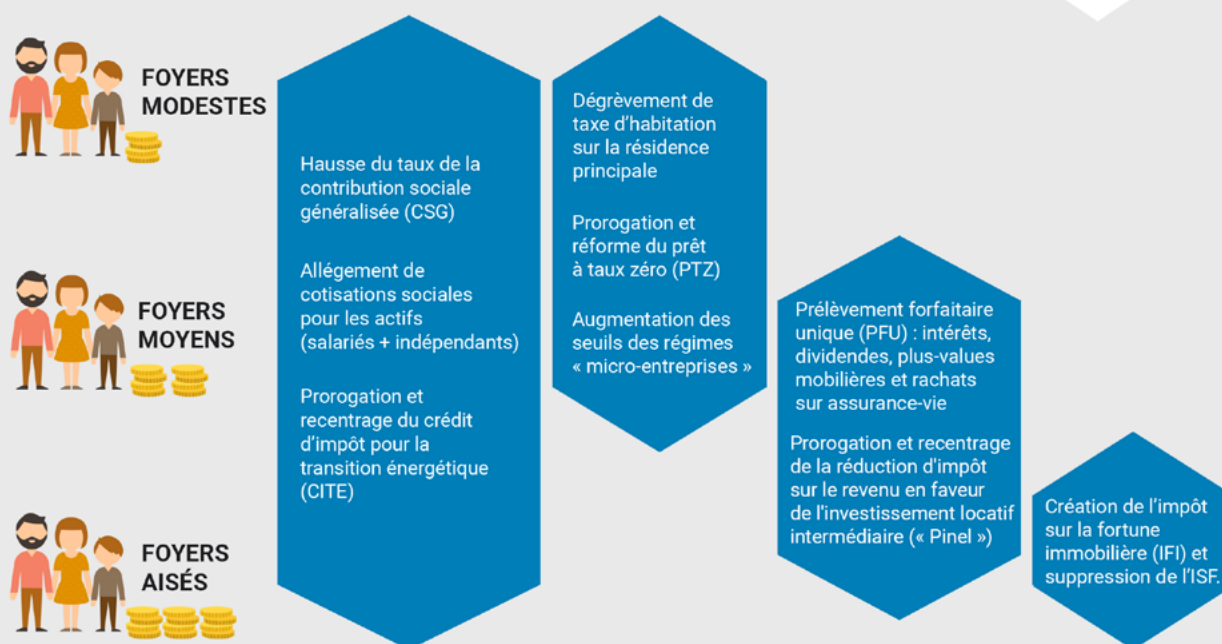 FOYERS
MODESTES
FOYERS
MOYENS
FOYERS
AISÉS
Hausse du taux de la
contribution sociale
généralisée (CSG)
Allégement de
cotisations sociales
pour les actifs
(salariés + indépendants)
Prorogation et
recentrage du crédit
d'impôt pour la
transition énergétique
(CITE)
Dégrèvement de
taxe d'habitation
sur la résidence
principale
Prorogation et
réforme du prêt
à taux zéro (PTZ)
Augmentation des
seuils des régimes
« micro-entreprises »
Prélèvement forfaitaire
unique (PFU) : intérêts,
dividendes, plus-values
mobilières et rachats
sur assurance-vie
Prorogation et recentrage
de la réduction d'impôt
sur le revenu en faveur
de l'investissement locatif
intermédiaire (« Pinel »)
Création de l'impôt
sur la fortune
immobilière (IFI) et
suppression de l'ISF.